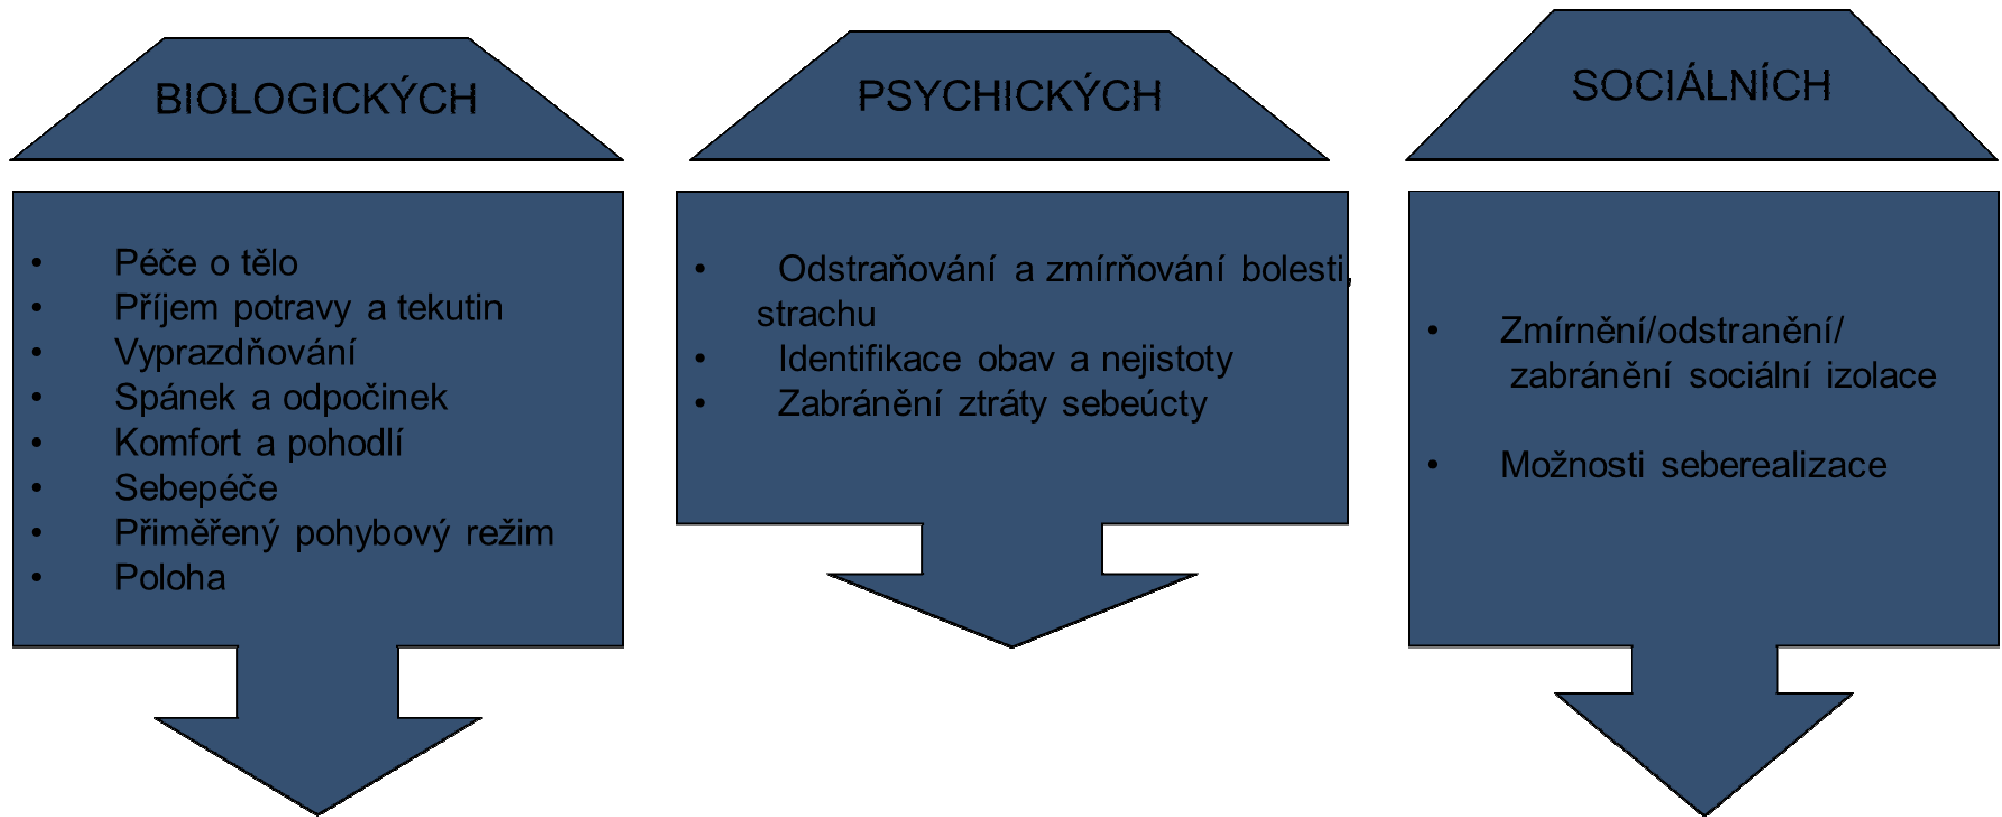 BIOLOGICKÝCH
• Péče o tělo
• Příjem potravy a tekutin
• Vyprazdňování
• Spánek a odpočinek
• Komfort a pohodlí
• Sebepéče
• Přiměřený pohybový režim
• Poloha
PSYCHICKÝCH
• Odstraňování a zmírňování bolesti,
strachu
• Identifikace obav a nejistoty
• Zabránění ztráty sebeúcty
SOCIÁLNÍCH
• Zmírnění/odstranění/
zabránění sociální izolace
• Možnosti seberealizace